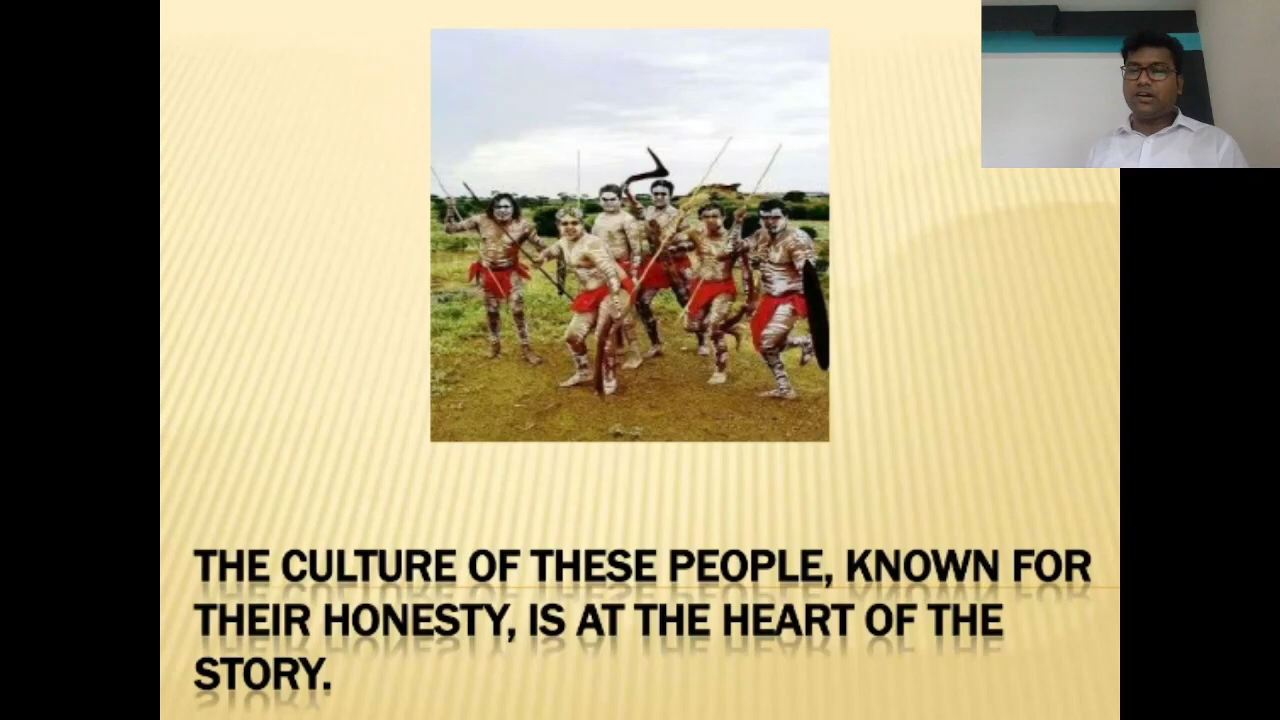 THE CULTURE OF THESE PEOPLE, KNOWN FOR
THEIR HONESTY, IS AT THE HEART OF THE
STORY.